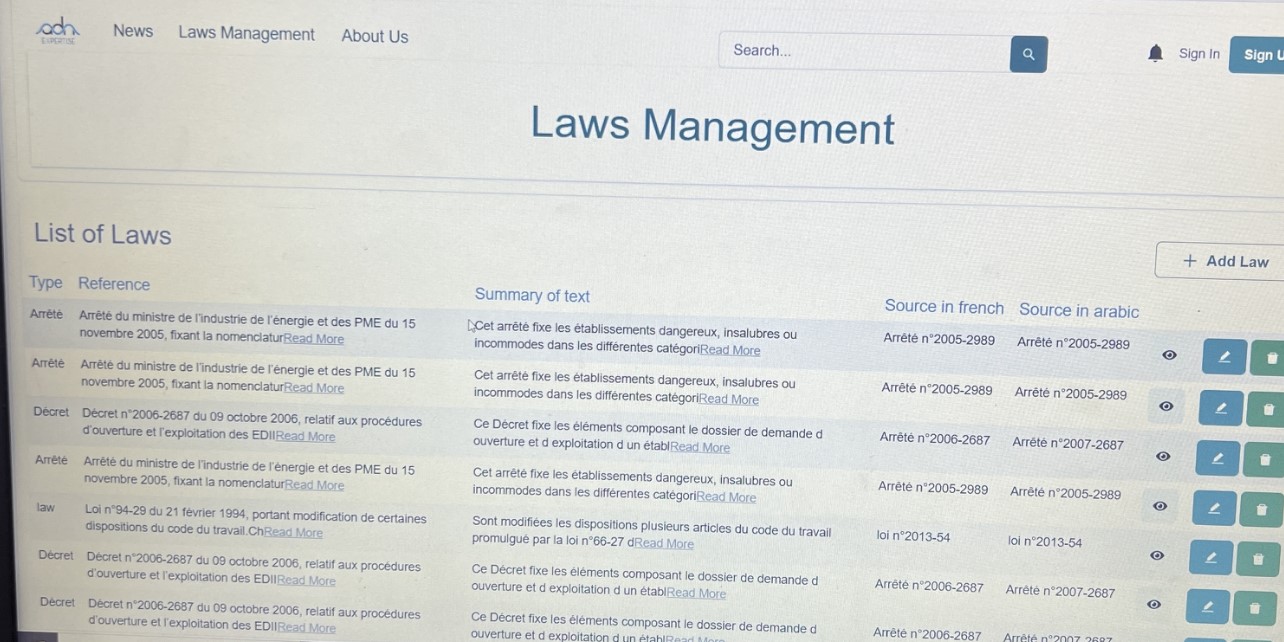 adn
EXPERTISE
News Laws Management About Us
Search...
Sign In
Sign U
Laws Management
List of Laws
+ Add Law
Type Reference Summary of text Source in french Source in arabic
Arrêté Arrêté du ministre de l'industrie de l'énergie et des PME du 15 Cet arrêté fixe les établissements dangereux, insalubres ou Arrêté n°2005-2989 Arrêté n°2005-2989
novembre 2005, fixant la nomenclaturRead More incommodes dans les différentes catégoriRead More
Arrêté Arrêté du ministre de l'industrie de l'énergie et des PME du 15 Cet arrêté fixe les établissements dangereux, insalubres ou Arrêté n°2005-2989 Arrêté n°2005-2989
novembre 2005, fixant la nomenclaturRead More incommodes dans les différentes catégoriRead More
Décret Décret n°2006-2687 du 09 octobre 2006, relatif aux procédures Ce Décret fixe les éléments composant le dossier de demande d Arrêté n°2006-2687 Arrêté n°2007-2687
d'ouverture et l'exploitation des EDIIRead More ouverture et d exploitation d un établRead More
Arrêté Arrêté du ministre de l'industrie de l'énergie et des PME du 15 Cet arrêté fixe les établissements dangereux, insalubres ou Arrêté n°2005-2989 Arrêté n°2005-2989
novembre 2005, fixant la nomenclaturRead More incommodes dans les différentes catégoriRead More
law Loi n°94-29 du 21 février 1994, portant modification de certaines Sont modifiées les dispositions plusieurs articles du code du travail loi n°2013-54 loi n°2013-54
dispositions du code du travail.ChRead More promulgué par la loi n°66-27 dRead More
Décret Décret n°2006-2687 du 09 octobre 2006, relatif aux procédures Ce Décret fixe les éléments composant le dossier de demande d Arrêté n°2006-2687 Arrêté n°2007-2687
d'ouverture et l'exploitation des EDIIRead More ouverture et d exploitation d un établRead More
Décret Décret n°2006-2687 du 09 octobre 2006, relatif aux procédures Ce Décret fixe les éléments composant le dossier de demande d Arrêté n°2006-2687 Arrêté n°2007-2687
d'ouverture et l'exploitation des EDIIRead More ouverture et d exploitation d un établRead More